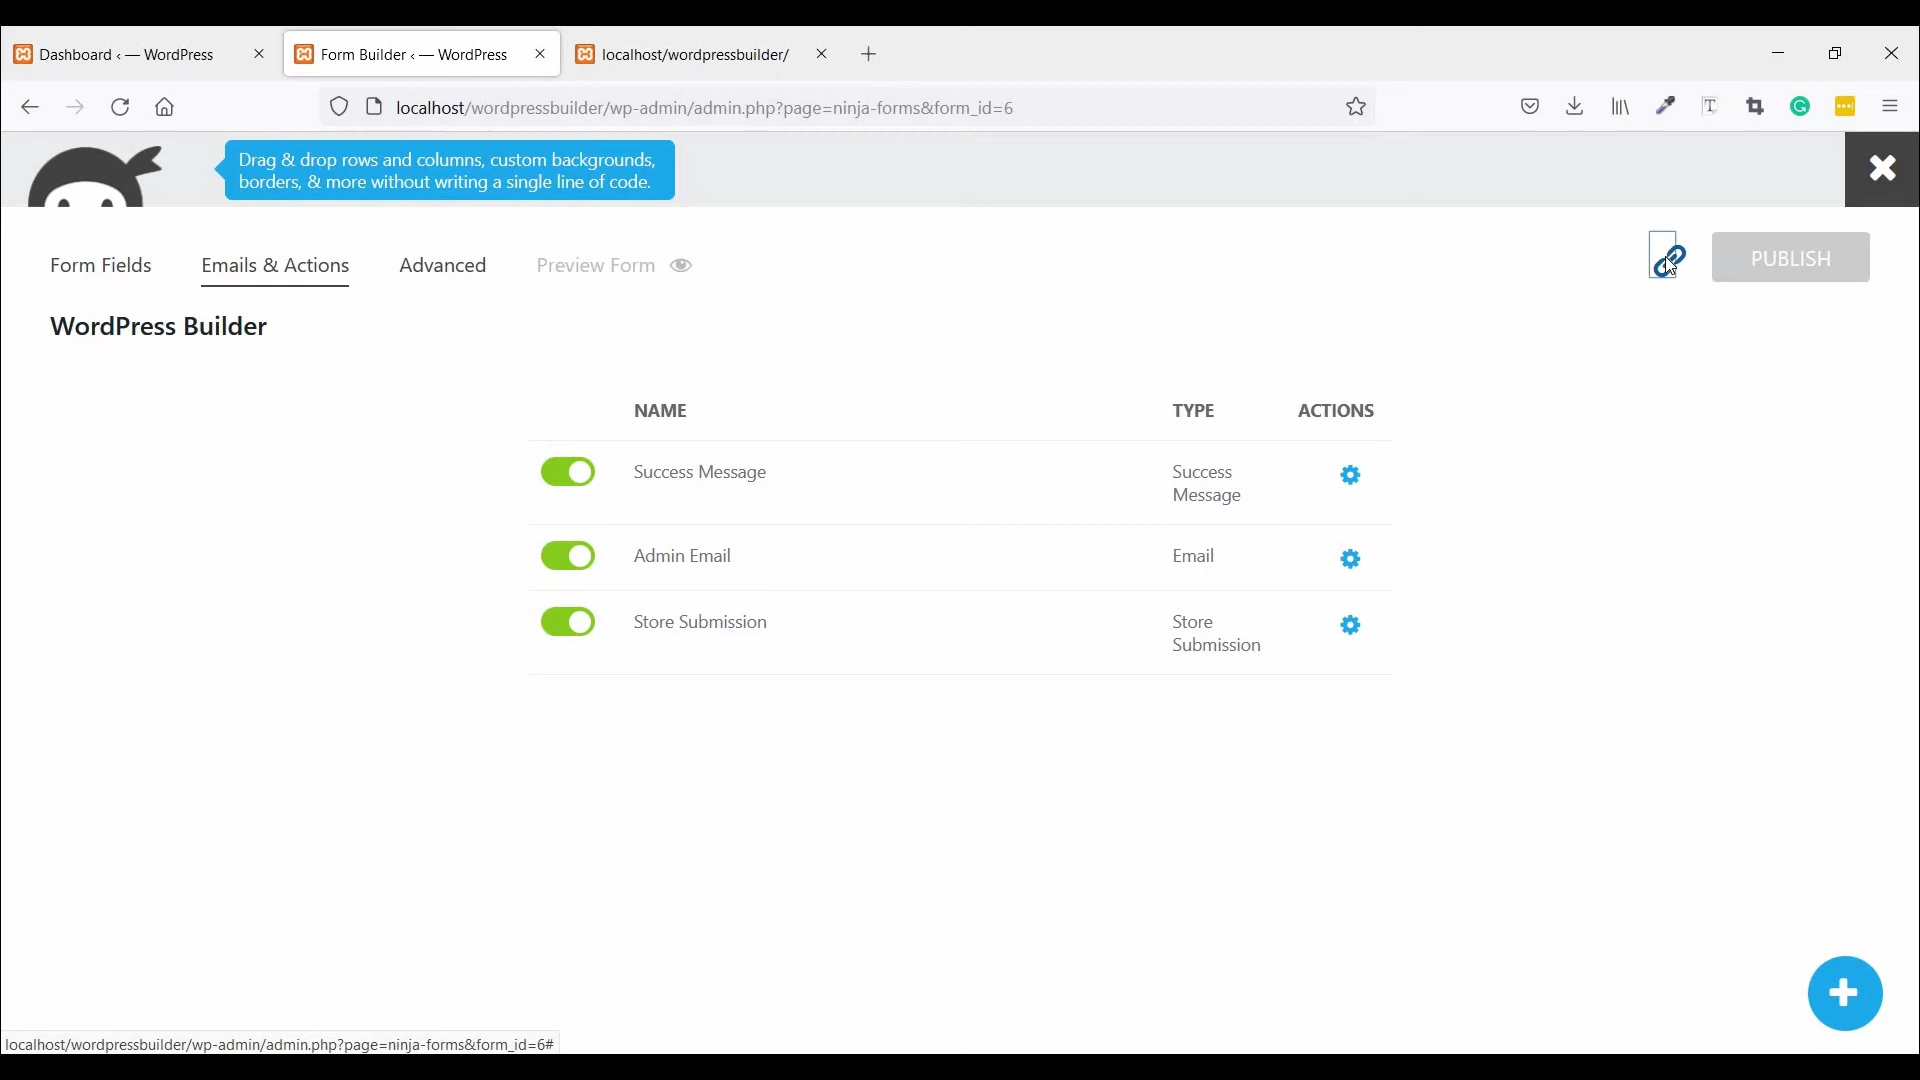 Dashboard ‹ — WordPress
Form Builder ‹ — WordPress
localhost/wordpressbuilder/
localhost/wordpressbuilder/wp-admin/admin.php?page=ninja-forms&form_id=6
Drag & drop rows and columns, custom backgrounds,
borders, & more without writing a single line of code.
Form Fields
Emails & Actions
Advanced
Preview Form
PUBLISH
WordPress Builder
NAME TYPE ACTIONS
Success Message
Success
Message
Admin Email
Email
Store Submission
Store
Submission
localhost/wordpressbuilder/wp-admin/admin.php?page=ninja-forms&form_id=6#